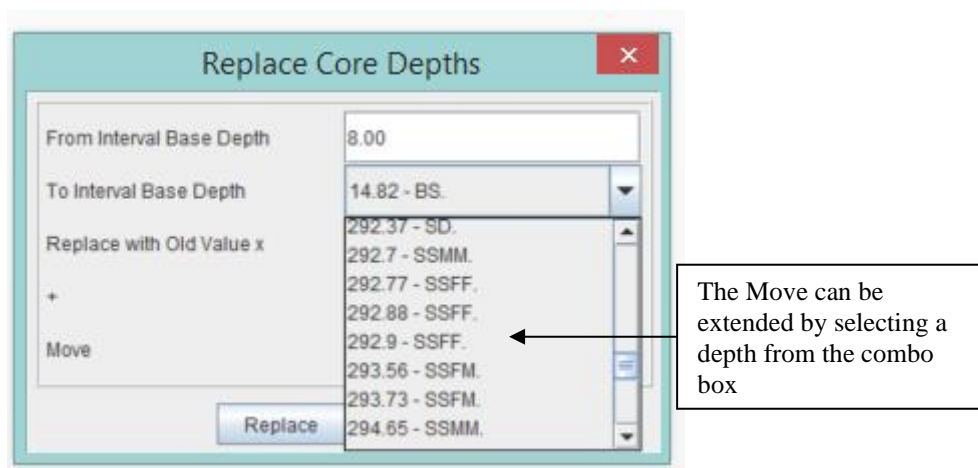 Replace Core Depths
From Interval Base Depth 8.00
To Interval Base Depth 14.82 - BS.
292.37 - SD.
Replace with Old Value x
292.7 - SSMM.
292.77 - SSFF.
+
292.88 - SSFF.
292.9 - SSFF.
Move
293.56 - SSFM.
293.73 - SSFM.
Replace
294.65 - SSMM.
The Move can be
extended by selecting a
depth from the combo
box